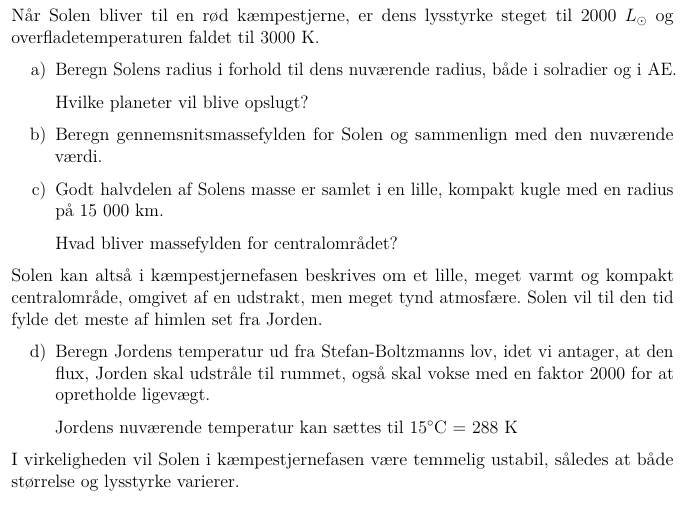 Når Solen bliver til en rød kæmpestjerne, er dens lysstyrke steget til 2000 L☉ og
overfladetemperaturen faldet til 3000 K.
a) Beregn Solens radius i forhold til dens nuværende radius, både i solradier og i AE.
Hvilke planeter vil blive opslugt?
b) Beregn gennemsnitsmassefylden for Solen og sammenlign med den nuværende
værdi.
c) Godt halvdelen af Solens masse er samlet i en lille, kompakt kugle med en radius
på 15 000 km.
Hvad bliver massefylden for centralområdet?
Solen kan altså i kæmpestjernefasen beskrives om et lille, meget varmt og kompakt
centralområde, omgivet af en udstrakt, men meget tynd atmosfære. Solen vil til den tid
fylde det meste af himlen set fra Jorden.
d) Beregn Jordens temperatur ud fra Stefan-Boltzmanns lov, idet vi antager, at den
flux, Jorden skal udstråle til rummet, også skal vokse med en faktor 2000 for at
opretholde ligevægt.
Jordens nuværende temperatur kan sættes til 15°C = 288 K
I virkeligheden vil Solen i kæmpestjernefasen være temmelig ustabil, således at både
størrelse og lysstyrke varierer.